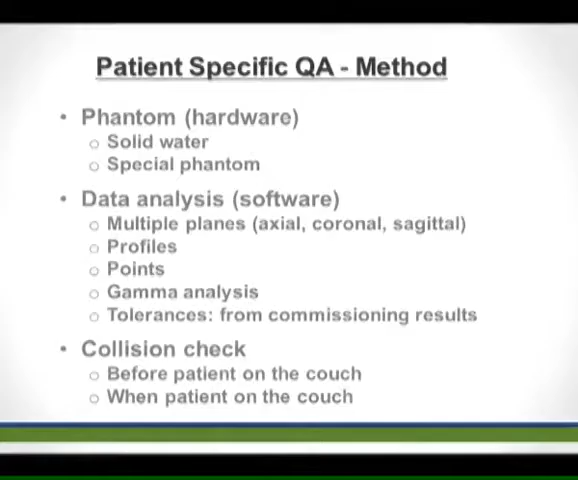 Patient Specific QA - Method
• Phantom (hardware)
o Solid water
o Special phantom
• Data analysis (software)
o Multiple planes (axial, coronal, sagittal)
o Profiles
o Points
o Gamma analysis
o Tolerances: from commissioning results
• Collision check
o Before patient on the couch
o When patient on the couch